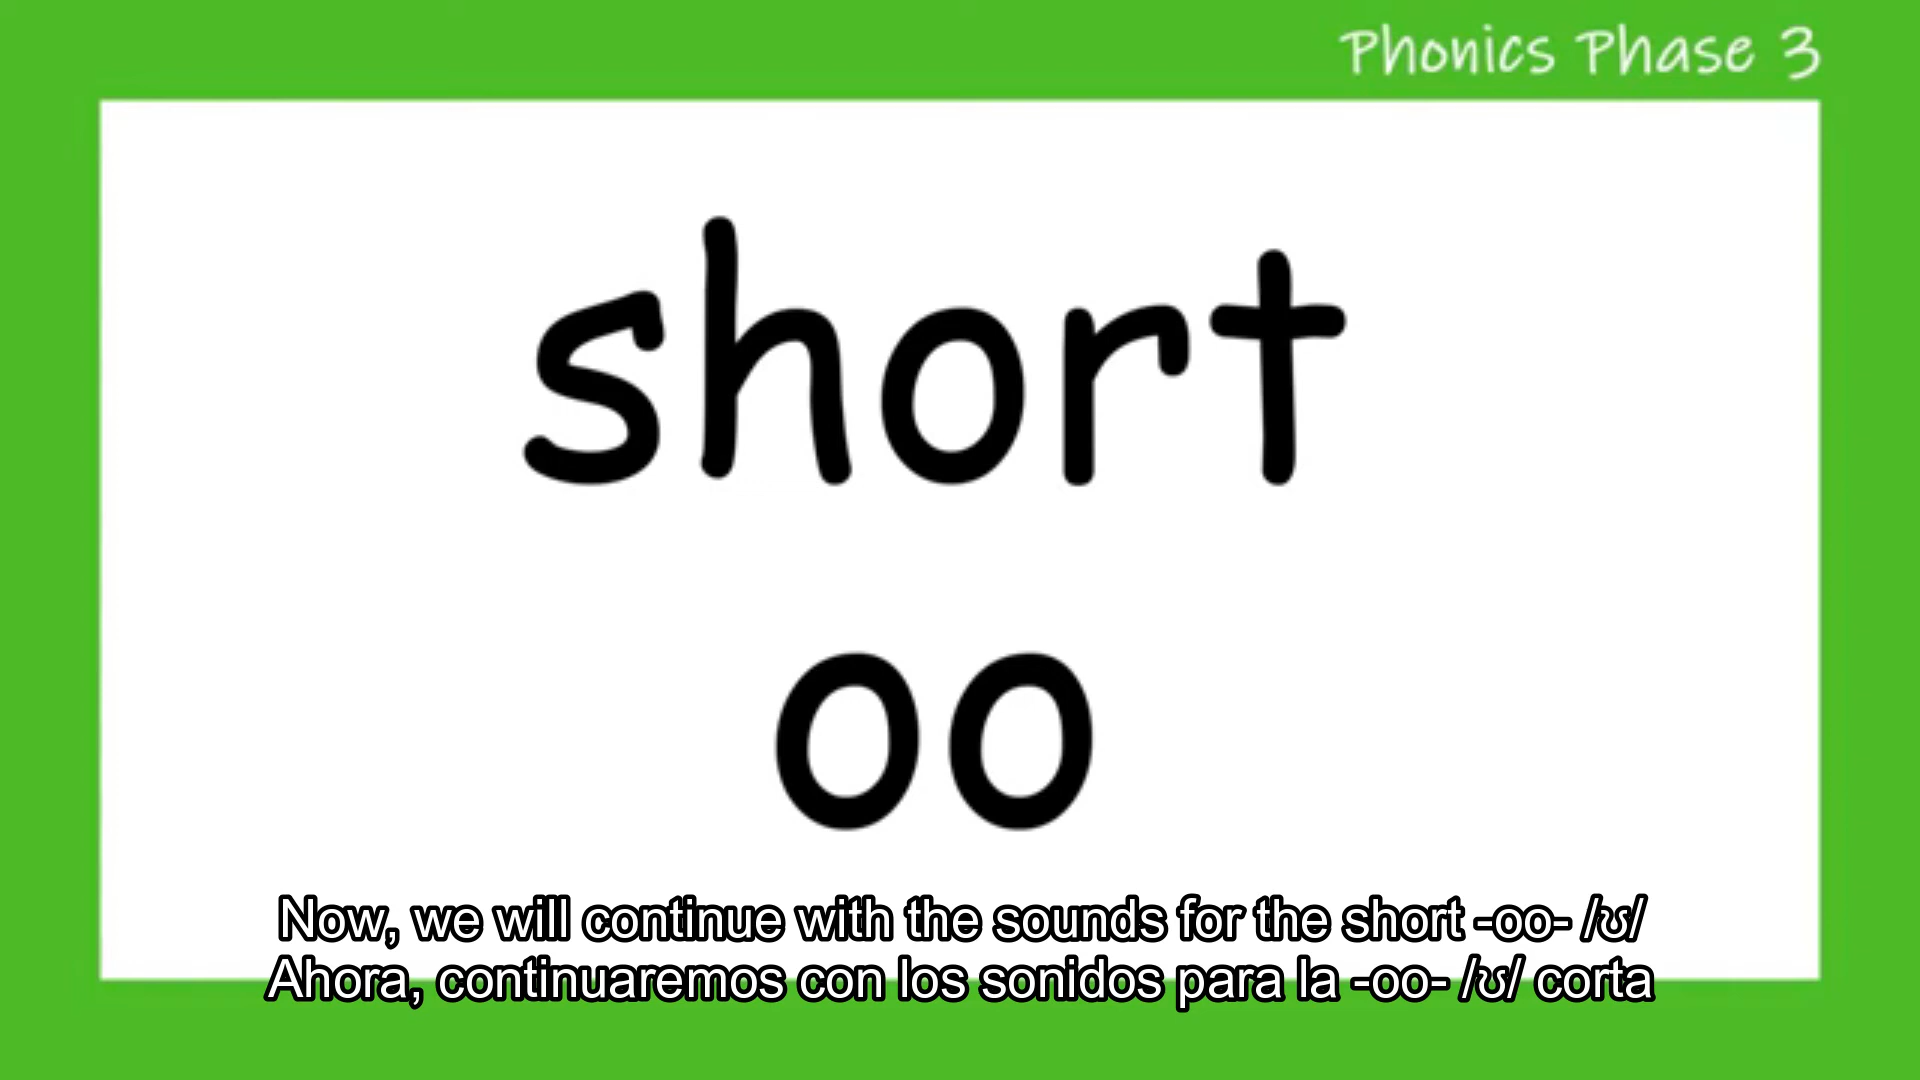 Phonics Phase 3
short
oo
Now, we will continue with the sounds for the short -oo- /ʊ/
Ahora, continuaremos con los sonidos para la -oo- /ʊ/ corta